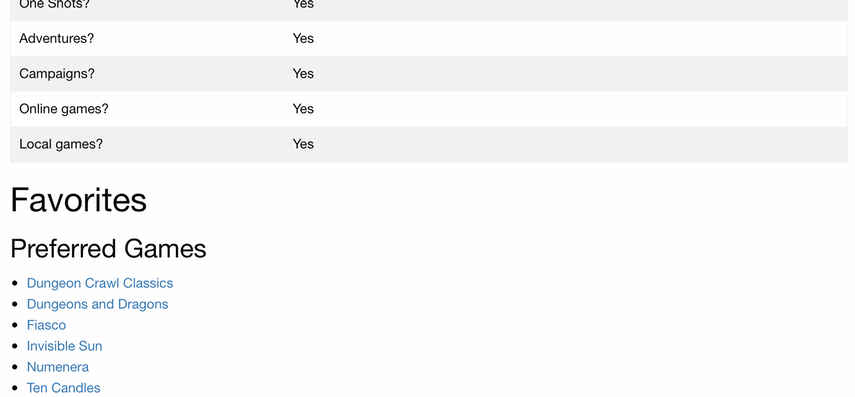 One Shots? Yes
Adventures? Yes
Campaigns? Yes
Online games? Yes
Local games? Yes
Favorites
Preferred Games
Dungeon Crawl Classics
Dungeons and Dragons
Fiasco
Invisible Sun
Numenera
Ten Candles